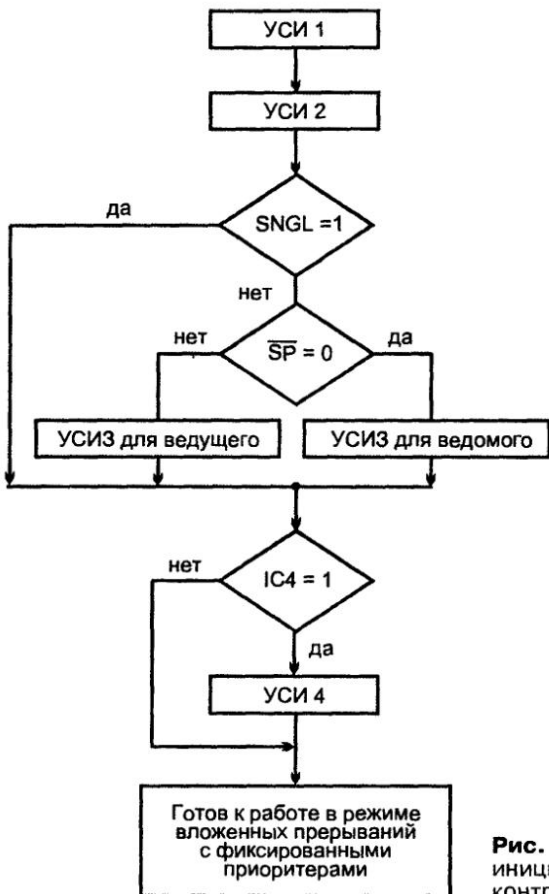 УСИ 1
УСИ 2
да
SNGL =1
нет
нет
SP = 0
да
УСИЗ для ведущего
УСИЗ для ведомого
нет
IC4 = 1
да
УСИ 4
Готов к работе в режиме
вложенных прерываний
с фиксированными
приоритерами
Рис.
иници
контр